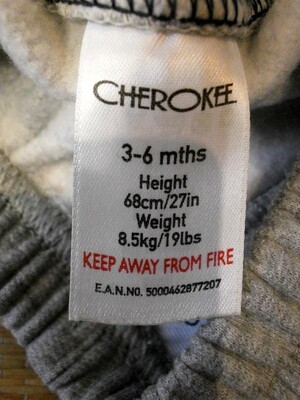 CHEROKEE
3-6 mths
Height
68cm/27in
Weight
8.5kg/19lbs
KEEP AWAY FROM FIRE
E.A.N.NO. 5000462877207